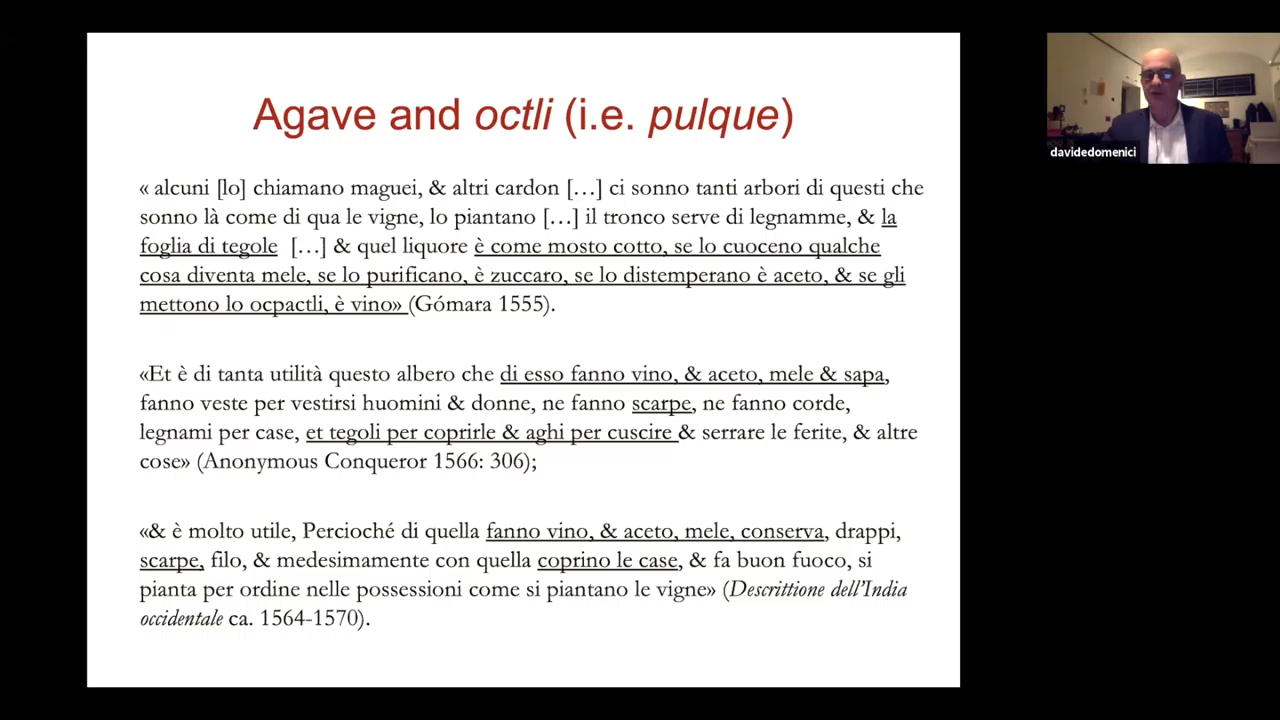 Agave and octli (i.e. pulque)
« alcuni [lo] chiamano maguei, & altri cardon […] ci sonno tanti arbori di questi che
sonno là come di qua le vigne, lo piantano […] il tronco serve di legnamme, & la
foglia di tegole […] & quel liquore è come mosto cotto, se lo cuoceno qualche
cosa diventa mele, se lo purificano, è zuccaro, se lo distemperano è aceto, & se gli
mettono lo ocpactli, è vino» (Gómara 1555).
«Et è di tanta utilità questo albero che di esso fanno vino, & aceto, mele & sapa,
fanno veste per vestirsi huomini & donne, ne fanno scarpe, ne fanno corde,
legnami per case, et tegoli per coprirle & aghi per cuscire & serrare le ferite, & altre
cose» (Anonymous Conqueror 1566: 306);
«& è molto utile, Percioché di quella fanno vino, & aceto, mele, conserva, drappi,
scarpe, filo, & medesimamente con quella coprino le case, & fa buon fuoco, si
pianta per ordine nelle possessioni come si piantano le vigne» (Descrittione dell’India
occidentale ca. 1564-1570).
davidedomenici